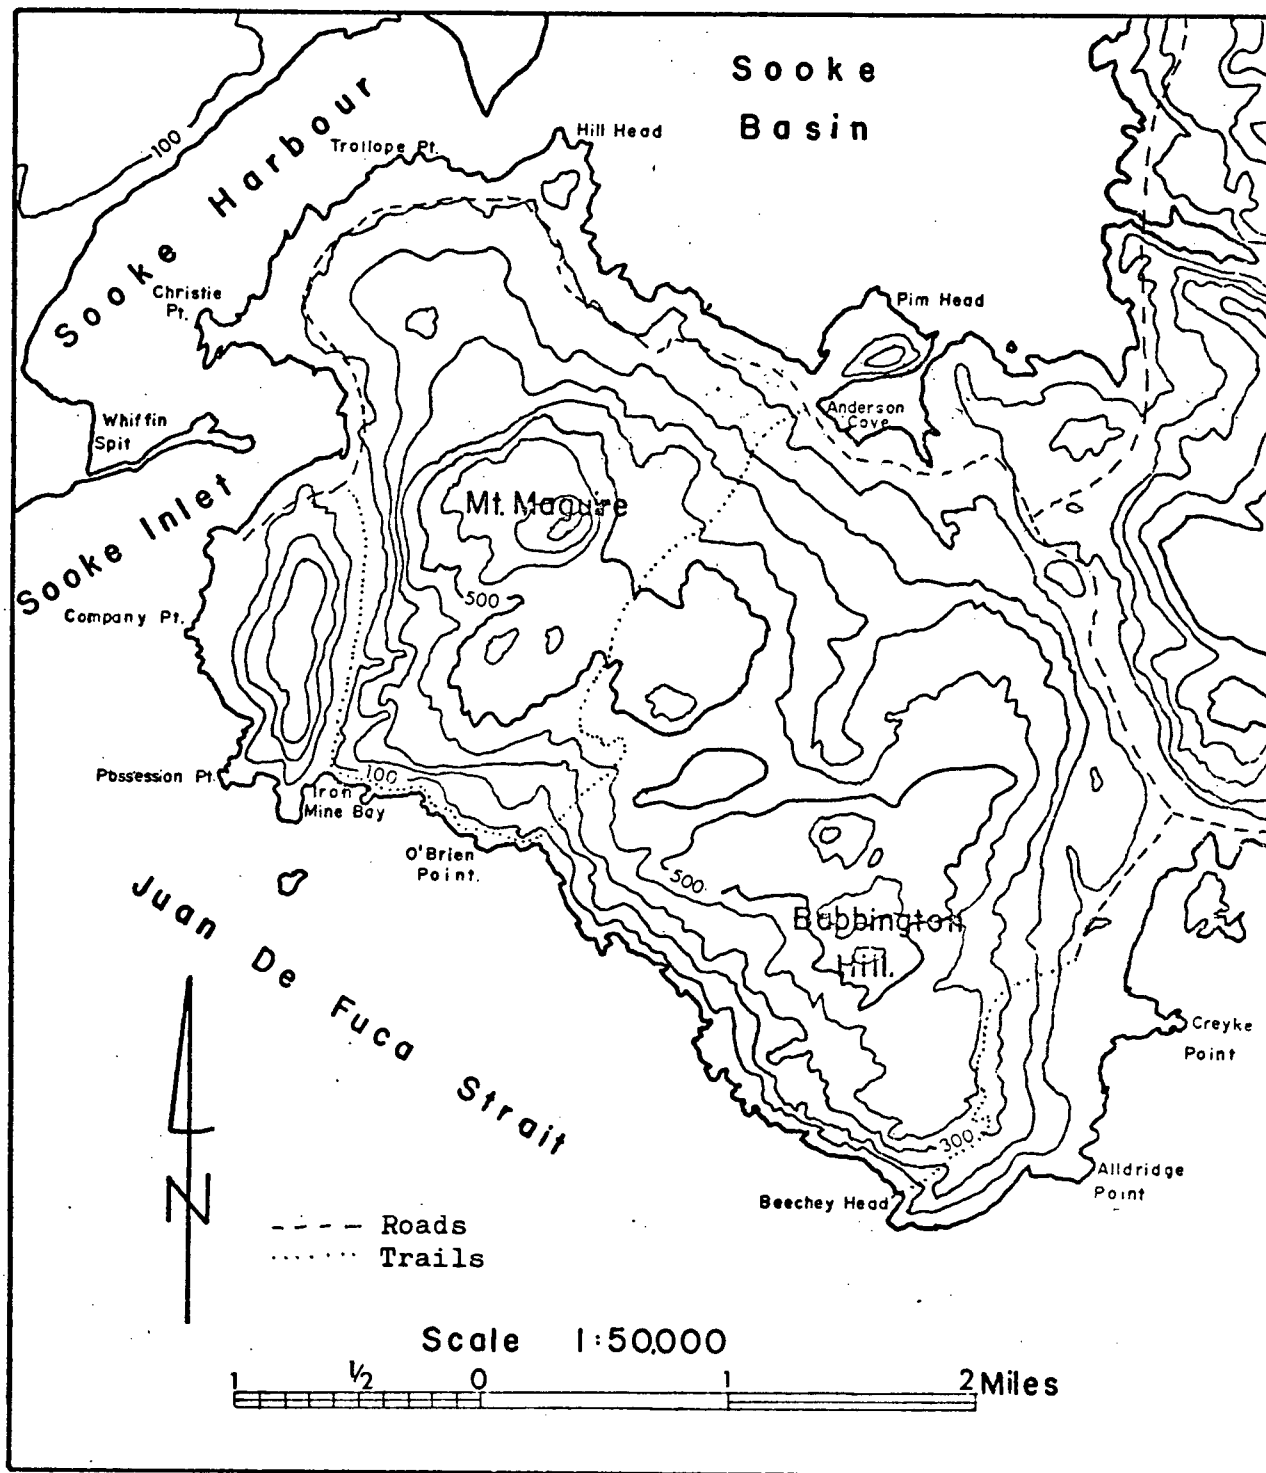 Sooke
Basin
Sooke Harbour
100
Trollope Pt.
Hill Head
Christie
Pt.
Pim Head
Whiffin
Spit
Anderson
Cove
Sooke Inlet
Mt. Maguire
500
Company Pt.
Possession Pt.
100
Iron
Mine Bay
O'Brien
Point.
500
Babbington
Hill.
Juan De Fuca Strait
Creyke
Point
300
Alldridge
Point
Beechey Head
N
Roads
Trails
Scale 1:50,000
1 1/2 0 1 2 Miles